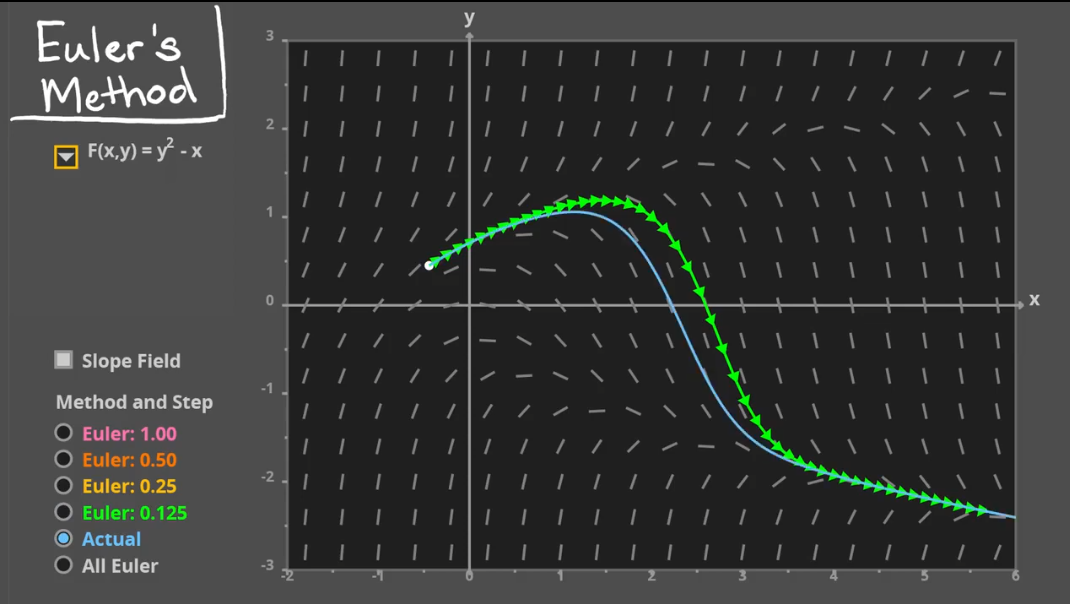 Euler's
Method
F(x,y) = y² - x
y
3
2
1
0
-1
-2
-3
x
-2 -1 0 1 2 3 4 5 6
Slope Field
Method and Step
Euler: 1.00
Euler: 0.50
Euler: 0.25
Euler: 0.125
Actual
All Euler